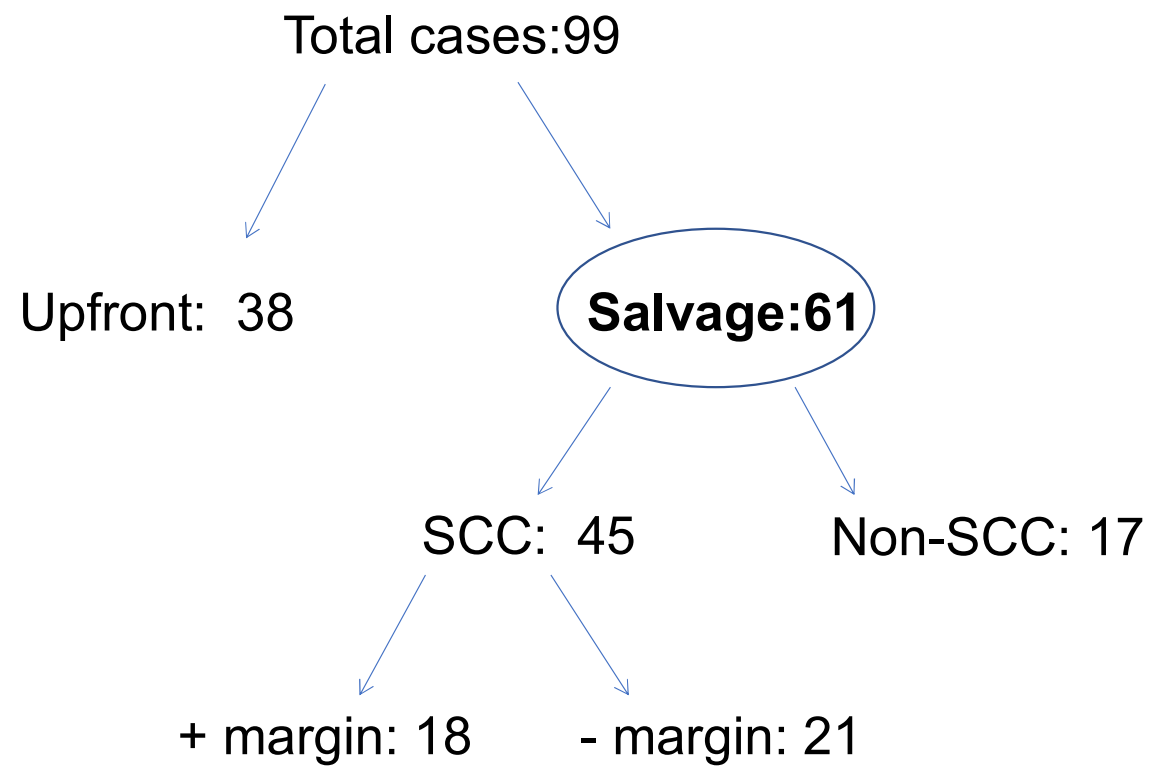 Total cases:99
Upfront: 38
Salvage:61
SCC: 45
Non-SCC: 17
+ margin: 18
- margin: 21